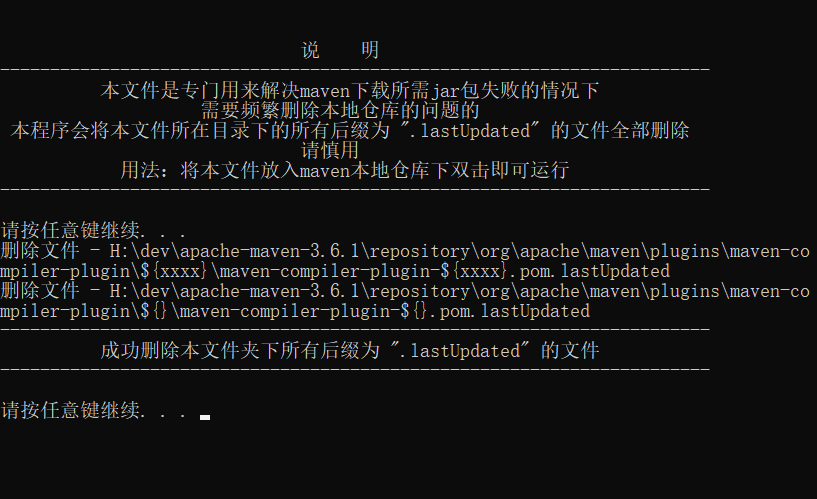 说    明
-----------------------------------------------------------------------
本文件是专门用来解决maven下载所需jar包失败的情况下
需要频繁删除本地仓库的问题的
本程序会将本文件所在目录下的所有后缀为 ".lastUpdated" 的文件全部删除
请慎用
用法：将本文件放入maven本地仓库下双击即可运行
-----------------------------------------------------------------------
请按任意键继续. . .
删除文件 - H:\dev\apache-maven-3.6.1\repository\org\apache\maven\plugins\maven-co
mpiler-plugin\${xxxx}\maven-compiler-plugin-${xxxx}.pom.lastUpdated
删除文件 - H:\dev\apache-maven-3.6.1\repository\org\apache\maven\plugins\maven-co
mpiler-plugin\${}\maven-compiler-plugin-${}.pom.lastUpdated
-----------------------------------------------------------------------
成功删除本文件夹下所有后缀为 ".lastUpdated" 的文件
-----------------------------------------------------------------------
请按任意键继续. . .